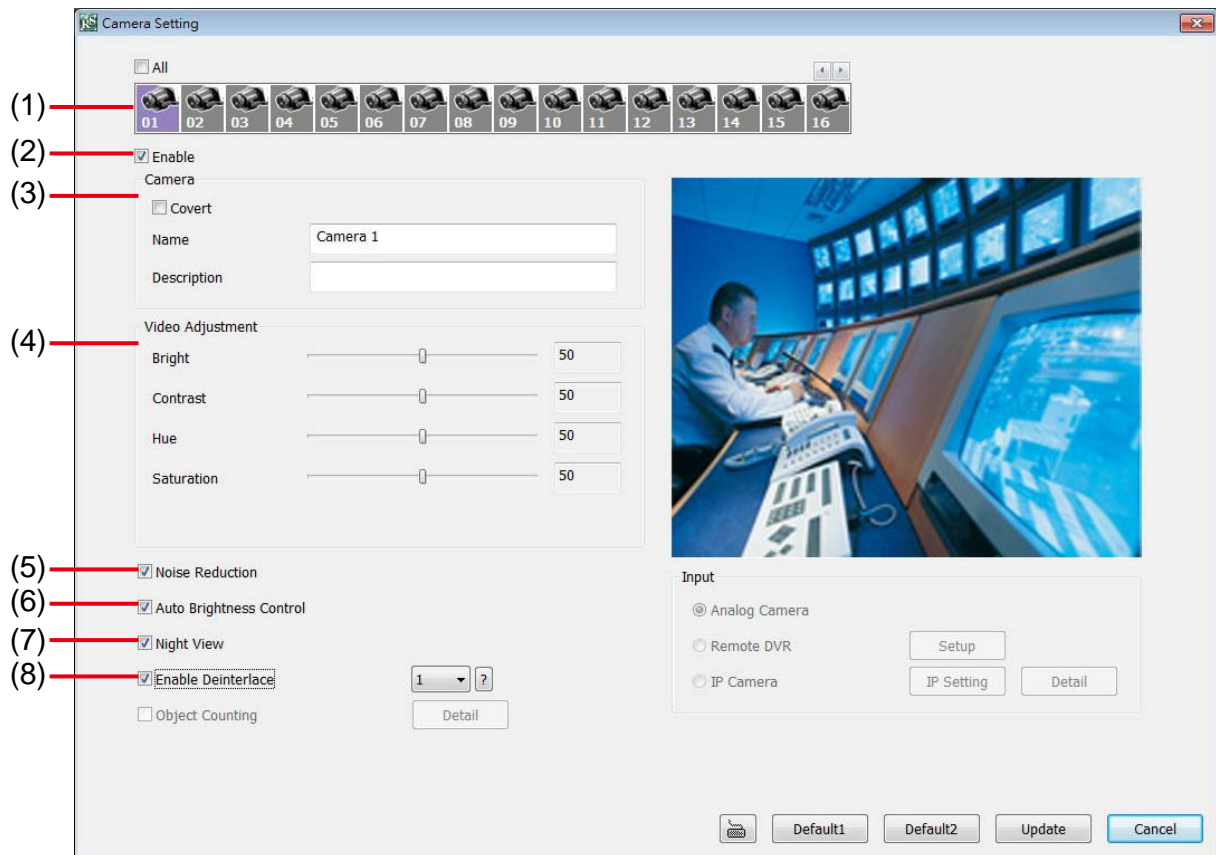 Camera Setting
All
(1)
01 02 03 04 05 06 07 08 09 10 11 12 13 14 15 16
(2)
Enable
Camera
(3)
Covert
Name
Camera 1
Description
Video Adjustment
(4)
Bright
50
Contrast
50
Hue
50
Saturation
50
(5)
Noise Reduction
(6)
Auto Brightness Control
(7)
Night View
(8)
Enable Deinterlace
1
?
Object Counting
Detail
Input
Analog Camera
Remote DVR
Setup
IP Camera
IP Setting
Detail
Default1
Default2
Update
Cancel